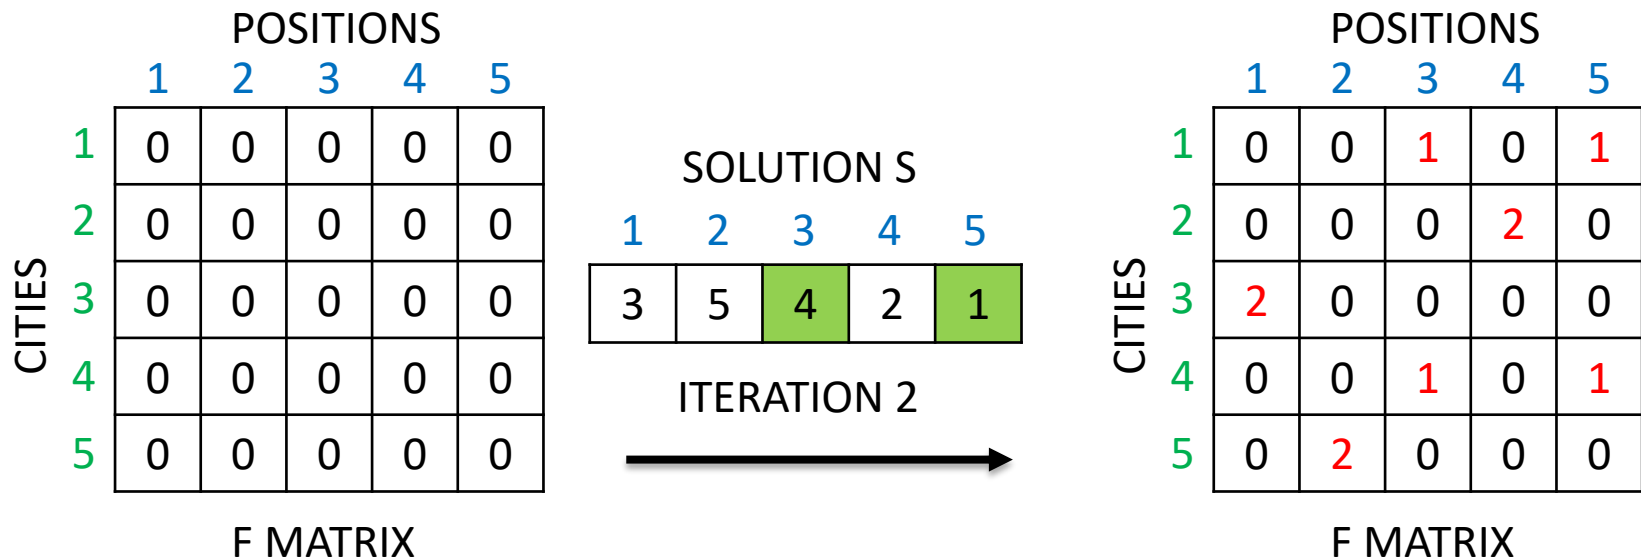 POSITIONS
1 2 3 4 5
CITIES
1 0 0 0 0 0
2 0 0 0 0 0
3 0 0 0 0 0
4 0 0 0 0 0
5 0 0 0 0 0
F MATRIX
SOLUTION S
1 2 3 4 5
3 5 4 2 1
ITERATION 2
POSITIONS
1 2 3 4 5
CITIES
1 0 0 1 0 1
2 0 0 0 2 0
3 2 0 0 0 0
4 0 0 1 0 1
5 0 2 0 0 0
F MATRIX